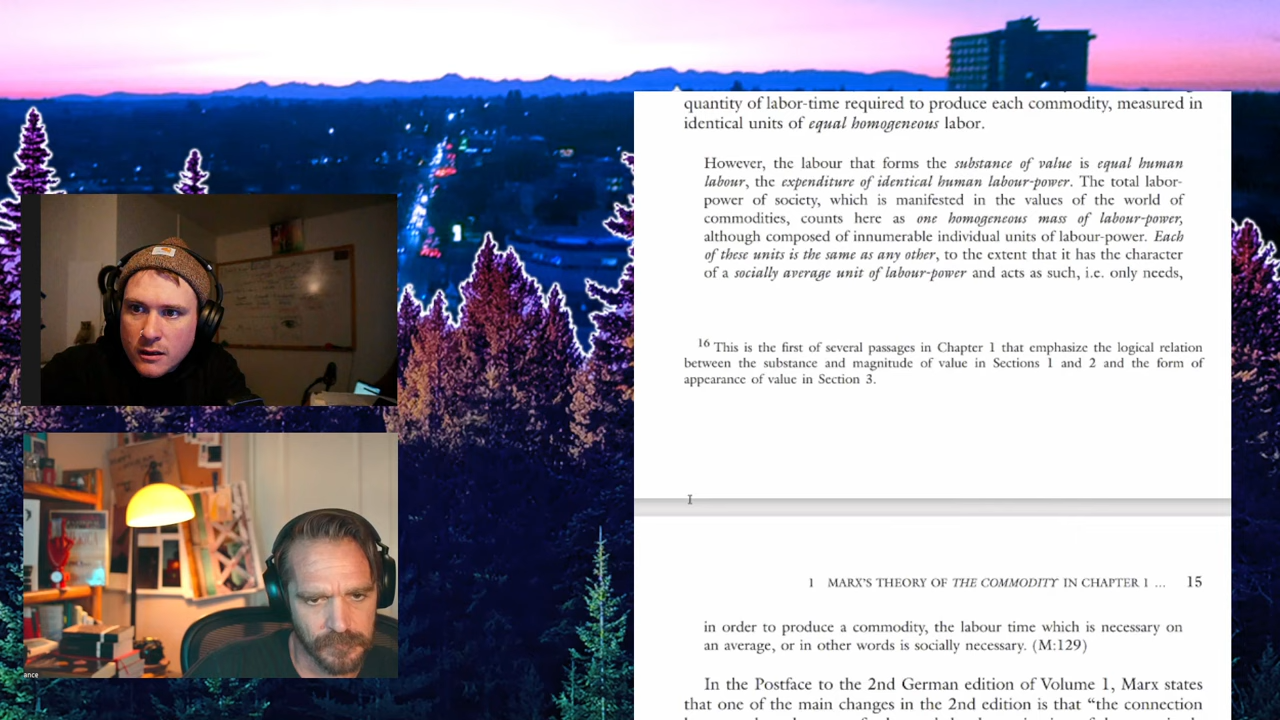 quantity of labor-time required to produce each commodity, measured in
identical units of equal homogeneous labor.
However, the labour that forms the substance of value is equal human
labour, the expenditure of identical human labour-power. The total labor-
power of society, which is manifested in the values of the world of
commodities, counts here as one homogeneous mass of labour-power,
although composed of innumerable individual units of labour-power. Each
of these units is the same as any other, to the extent that it has the character
of a socially average unit of labour-power and acts as such, i.e. only needs,
16 This is the first of several passages in Chapter 1 that emphasize the logical relation
between the substance and magnitude of value in Sections 1 and 2 and the form of
appearance of value in Section 3.
1 MARX'S THEORY OF THE COMMODITY IN CHAPTER 1 ... 15
in order to produce a commodity, the labour time which is necessary on
an average, or in other words is socially necessary. (M:129)
In the Postface to the 2nd German edition of Volume 1, Marx states
that one of the main changes in the 2nd edition is that "the connection
ance